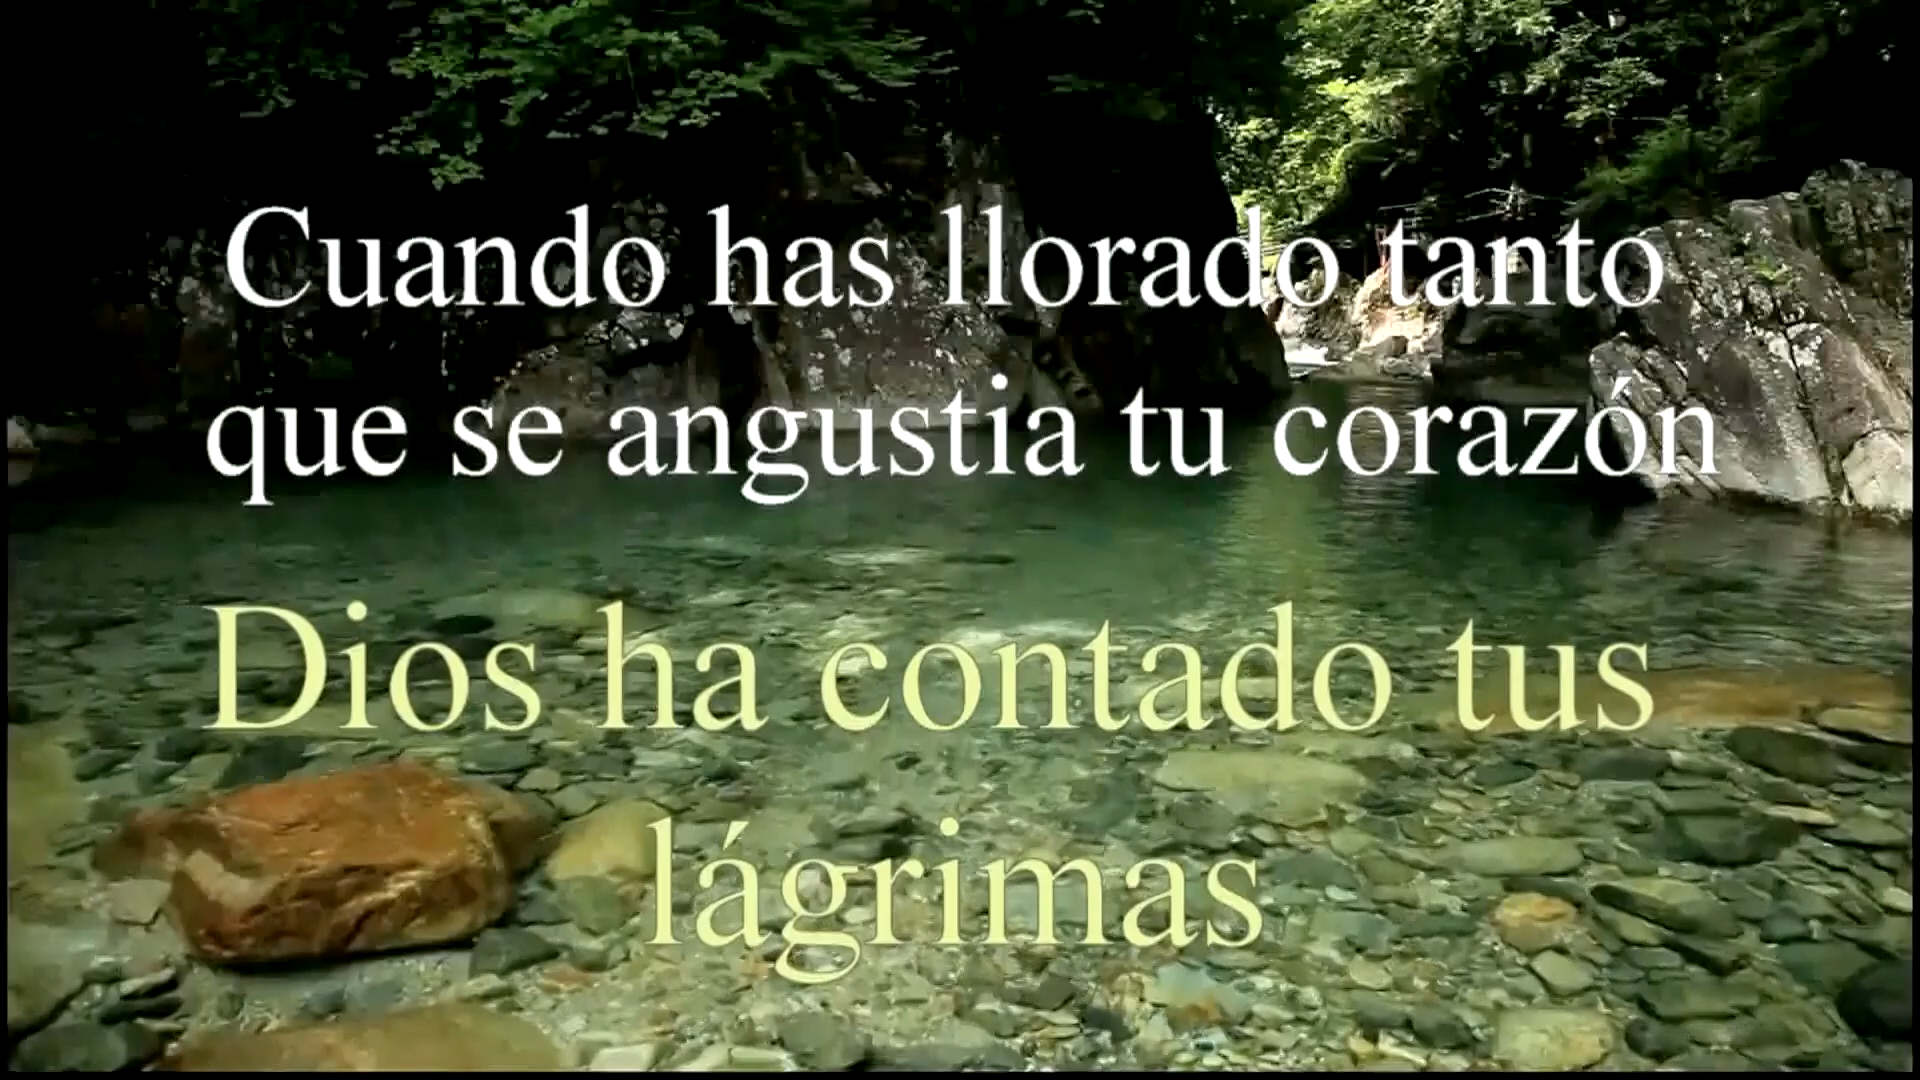 Cuando has llorado tanto
que se angustia tu corazón
Dios ha contado tus
lágrimas